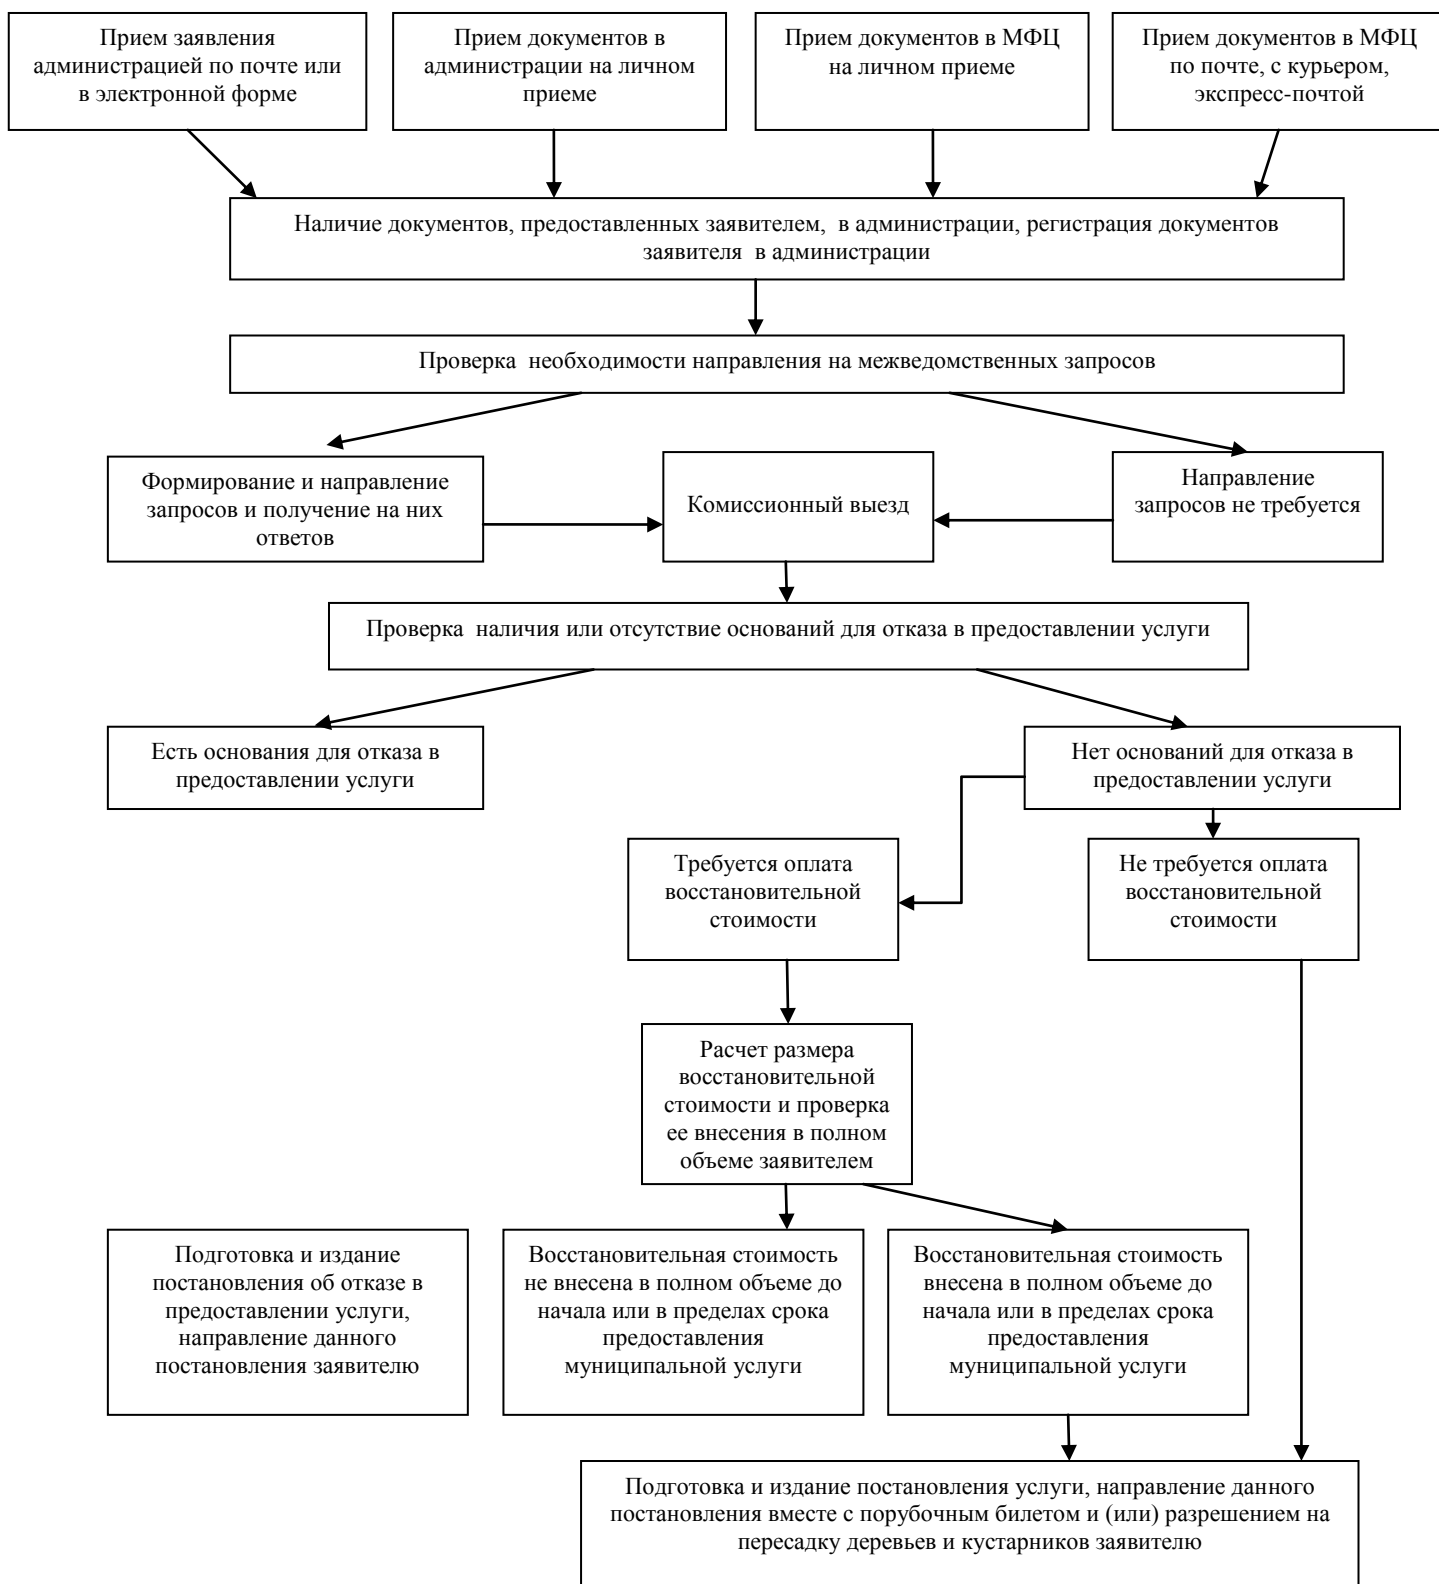 Прием заявления
администрацией по почте или
в электронной форме
Прием документов в
администрации на личном
приеме
Прием документов в МФЦ
на личном приеме
Прием документов в МФЦ
по почте, с курьером,
экспресс-почтой
Наличие документов, предоставленных заявителем,  в администрации, регистрация документов
заявителя  в администрации
Проверка  необходимости направления на межведомственных запросов
Формирование и направление
запросов и получение на них
ответов
Комиссионный выезд
Направление
запросов не требуется
Проверка  наличия или отсутствие оснований для отказа в предоставлении услуги
Есть основания для отказа в
предоставлении услуги
Нет оснований для отказа в
предоставлении услуги
Требуется оплата
восстановительной
стоимости
Не требуется оплата
восстановительной
стоимости
Расчет размера
восстановительной
стоимости и проверка
ее внесения в полном
объеме заявителем
Подготовка и издание
постановления об отказе в
предоставлении услуги,
направление данного
постановления заявителю
Восстановительная стоимость
не внесена в полном объеме до
начала или в пределах срока
предоставления
муниципальной услуги
Восстановительная стоимость
внесена в полном объеме до
начала или в пределах срока
предоставления
муниципальной услуги
Подготовка и издание постановления услуги, направление данного
постановления вместе с порубочным билетом и (или) разрешением на
пересадку деревьев и кустарников заявителю